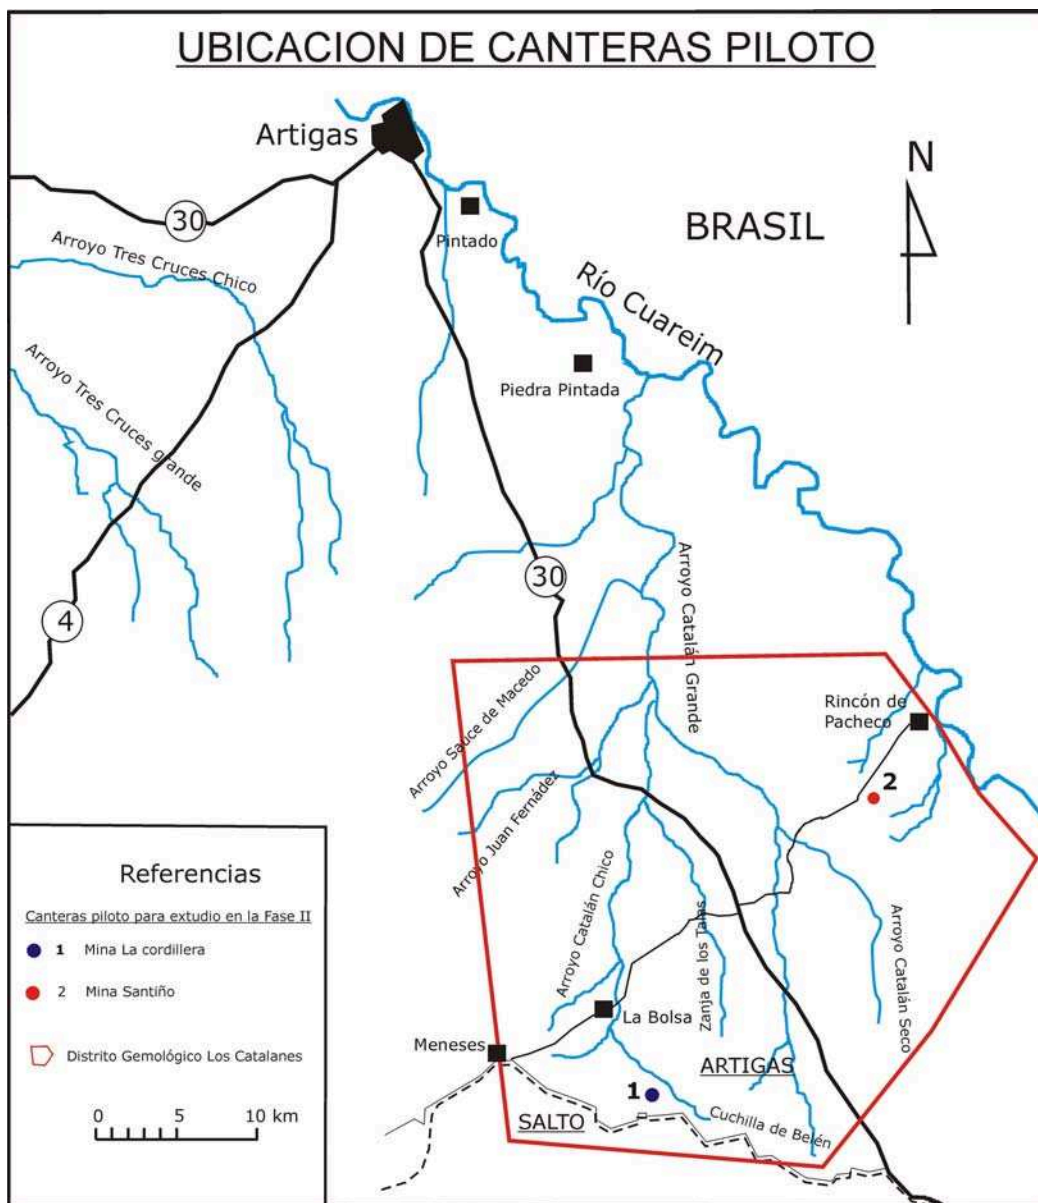 UBICACION DE CANTERAS PILOTO
Artigas
N
30
Pintado
BRASIL
Arroyo Tres Cruces Chico
Río Cuareim
Arroyo Tres Cruces grande
Piedra Pintada
30
4
Arroyo Catalán Grande
Arroyo Sauce de Macedo
Rincón de
Pacheco
2
Arroyo Juan Fernádez
Arroyo Catalán Chico
Zanja de los Talas
Arroyo Catalán Seco
La Bolsa
Meneses
ARTIGAS
1
SALTO
Cuchilla de Belén
Referencias
Canteras piloto para extudio en la Fase II
1 Mina La cordillera
2 Mina Santiño
Distrito Gemológico Los Catalanes
0 5 10 km